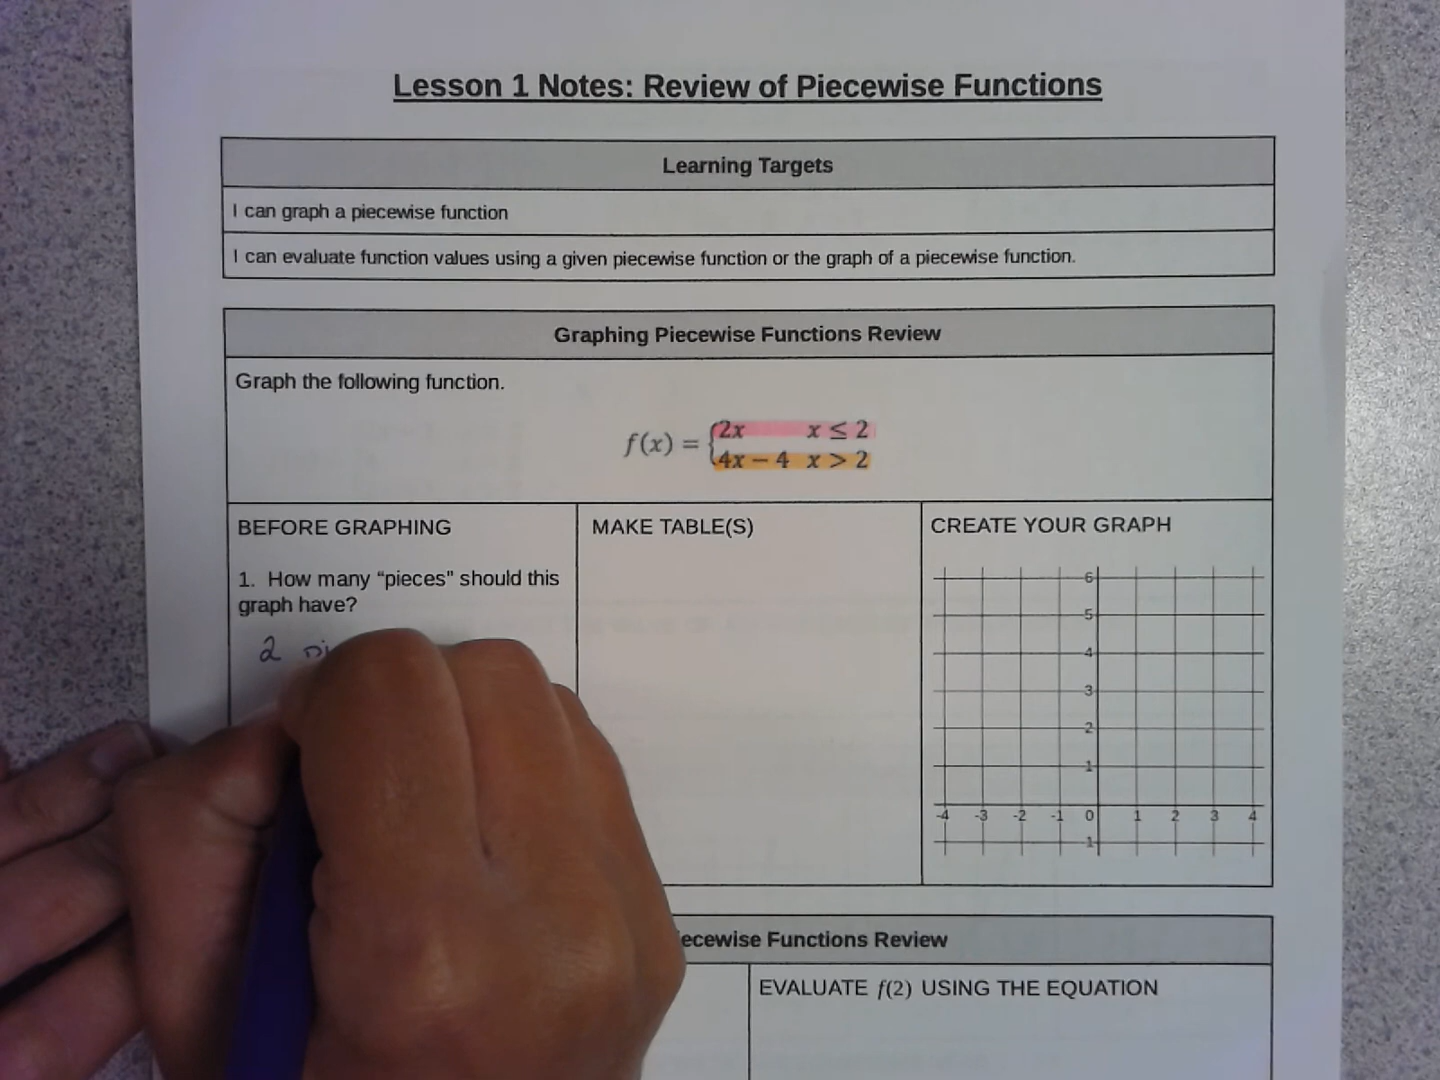 Lesson 1 Notes: Review of Piecewise Functions
Learning Targets
I can graph a piecewise function
I can evaluate function values using a given piecewise function or the graph of a piecewise function.
Graphing Piecewise Functions Review
Graph the following function.
f(x) = {2x x ≤ 2
4x − 4 x > 2
BEFORE GRAPHING
1. How many “pieces” should this
graph have?
2
MAKE TABLE(S)
CREATE YOUR GRAPH
6
5
4
3
2
1
-4 -3 -2 -1 0 1 2 3 4
1
Functions Review
EVALUATE f(2) USING THE EQUATION